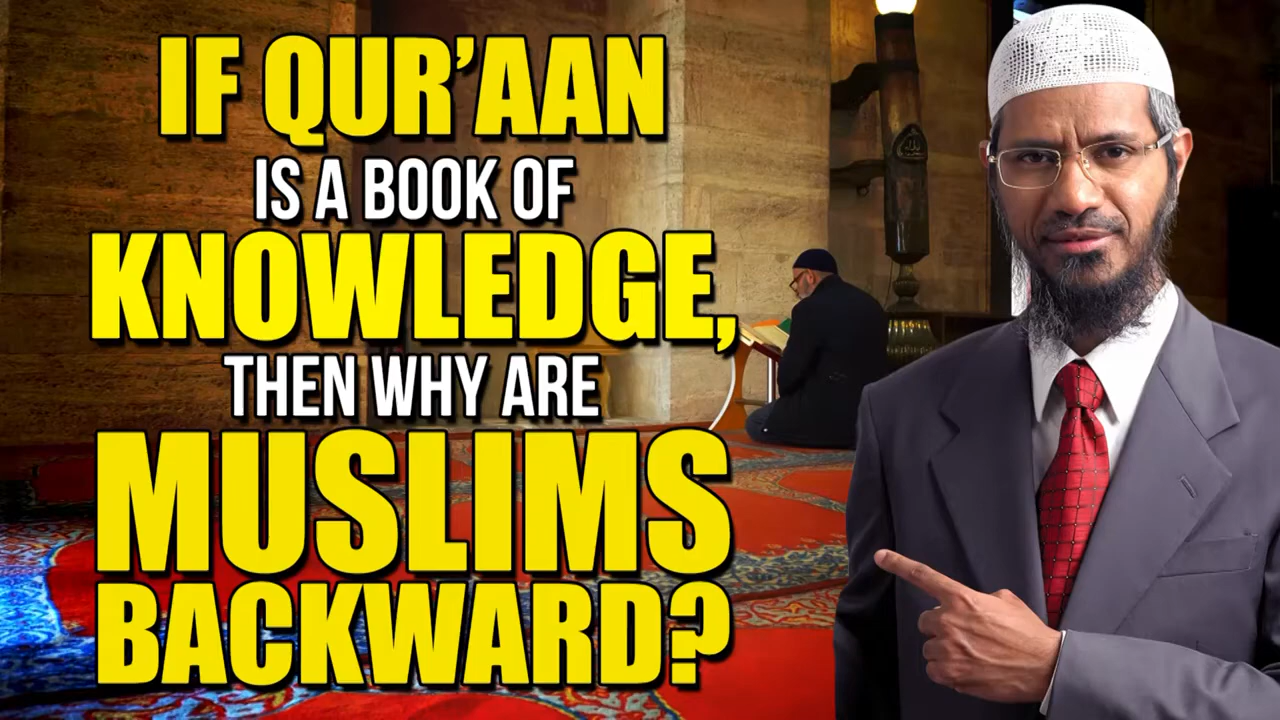 IF QUR'AAN
IS A BOOK OF
KNOWLEDGE,
THEN WHY ARE
MUSLIMS
BACKWARD?